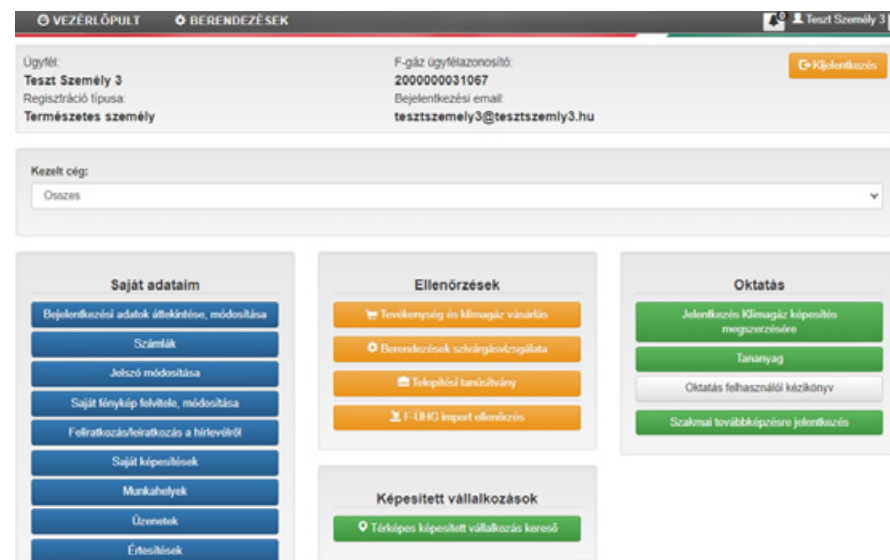 VEZÉRLŐPULT BERENDEZÉSEK 0 Teszt Személy 3
Ügyfél:
Teszt Személy 3
Regisztráció típusa:
Természetes személy
F-gáz ügyfélazonosító:
2000000031067
Bejelentkezési email:
tesztszemely3@tesztszemly3.hu
Kijelentkezés
Kezelt cég:
Összes
Saját adataim
Bejelentkezési adatok áttekintése, módosítása
Számlák
Jelszó módosítása
Saját fénykép felvitele, módosítása
Feliratkozás/leiratkozás a hírlevélről
Saját képesítések
Munkahelyek
Üzenetek
Értesítések
Ellenőrzések
Tevékenység és klímagáz vásárlás
Berendezések szivárgásvizsgálata
Telepítési tanúsítvány
F-ÜHG import ellenőrzés
Képesített vállalkozások
Térképes képesített vállalkozás kereső
Oktatás
Jelentkezés Klímagáz képesítés
megszerzésére
Tananyag
Oktatás felhasználói kézikönyv
Szakmai továbbképzésre jelentkezés